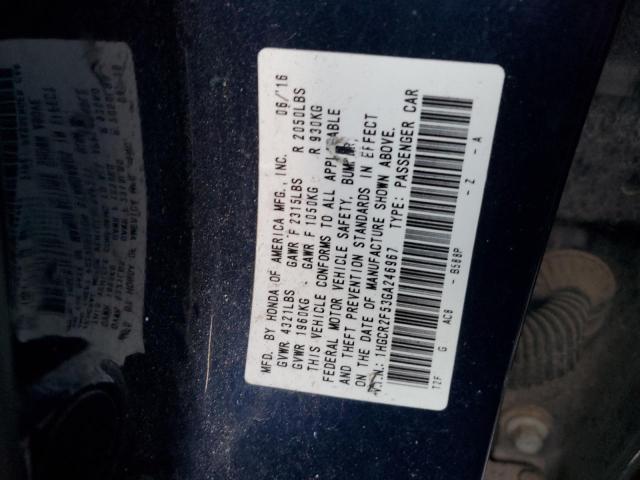 MFD. BY HONDA OF AMERICA MFG., INC. 06/'16
GVWR 4321LBS GAWR F 2315LBS R 2050LBS
GVWR 1960KG GAWR F 1050KG R 930KG
THIS VEHICLE CONFORMS TO ALL APPLICABLE
FEDERAL MOTOR VEHICLE SAFETY, BUMPER,
AND THEFT PREVENTION STANDARDS IN EFFECT
ON THE DATE OF MANUFACTURE SHOWN ABOVE.
V.I.N.: 1HGCR2F53GA246867 TYPE: PASSENGER CAR
T2F G AC8 - B588P - Z - A